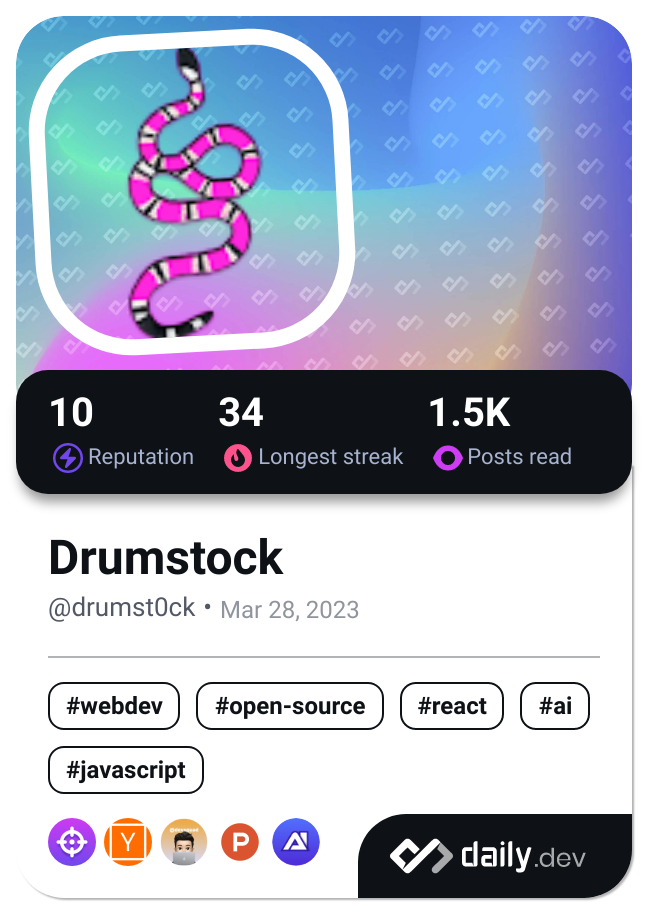 10 34 1.5K
Reputation Longest streak Posts read
Drumstock
@drumst0ck • Mar 28, 2023
#webdev #open-source #react #ai
#javascript
Y P AI
daily.dev